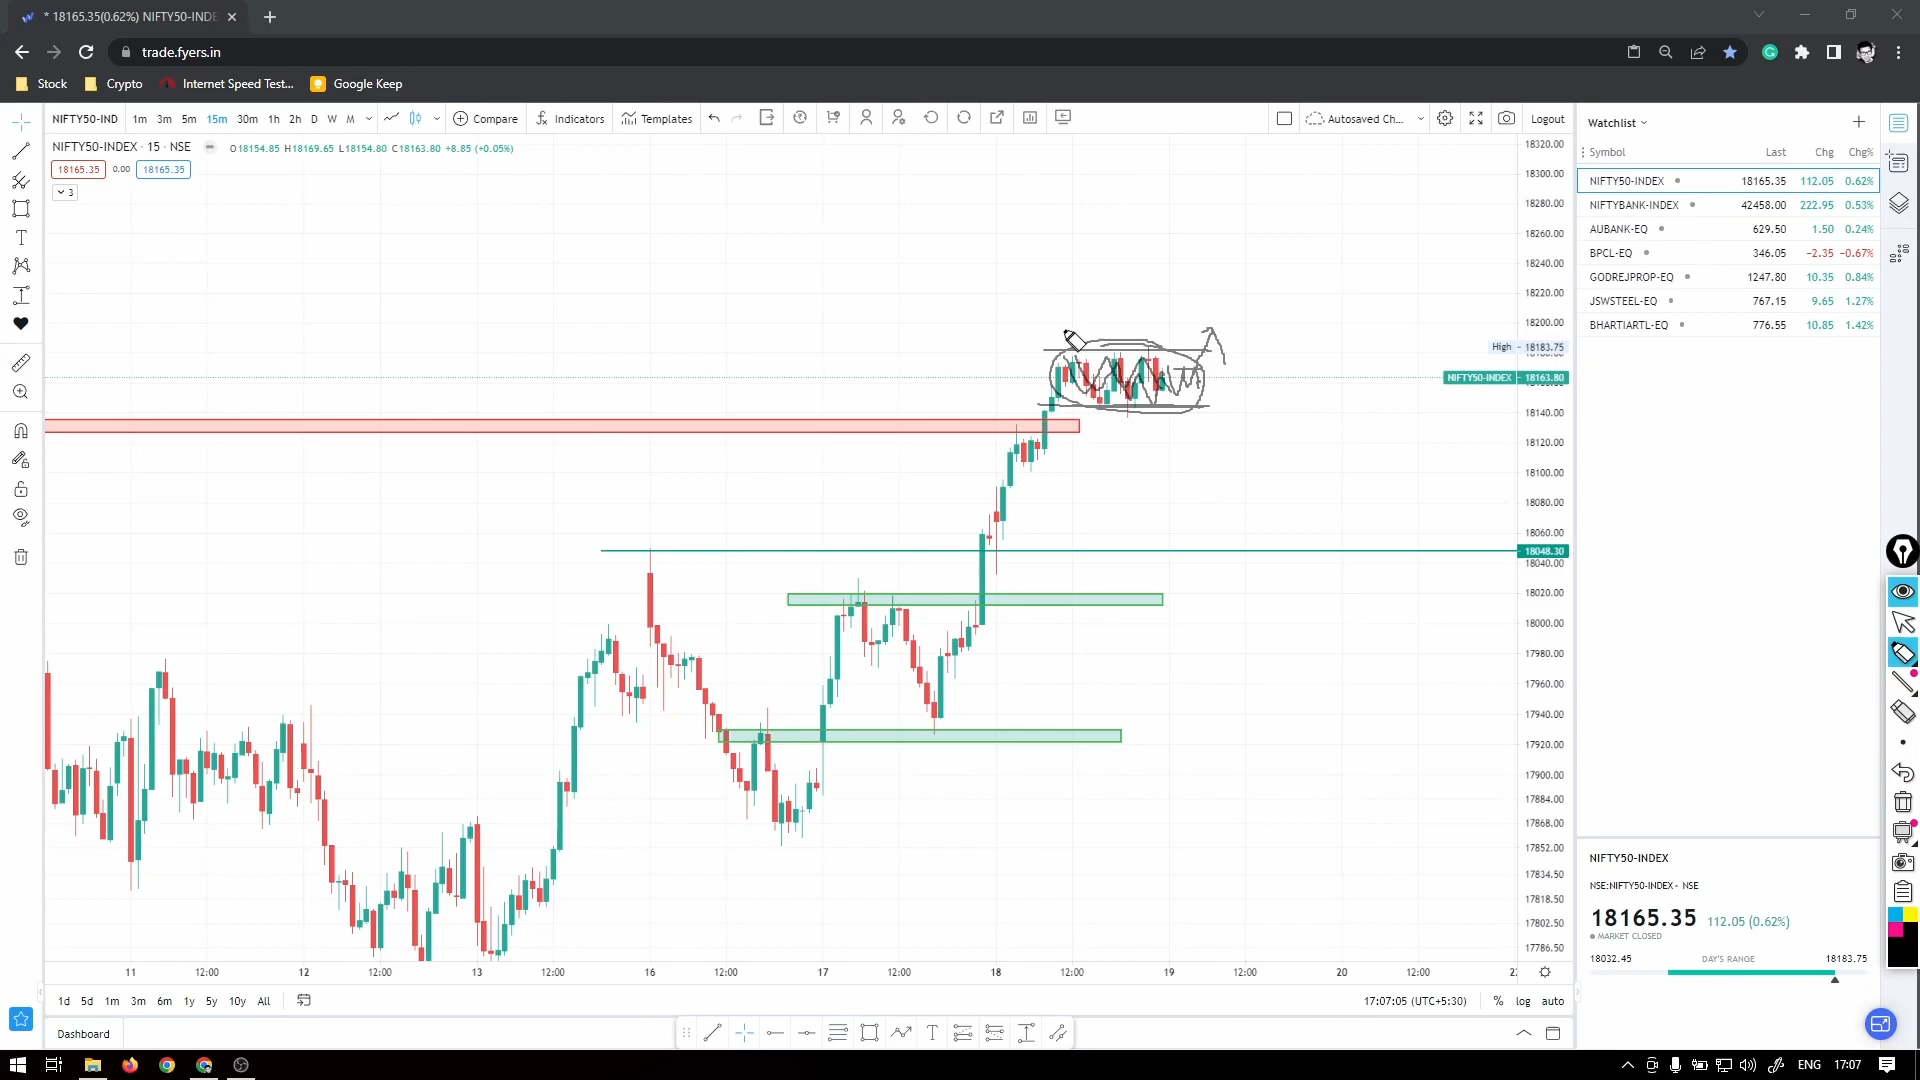 * 18165.35(0.62%) NIFTY50-INDE
trade.fyers.in
Stock Crypto Internet Speed Test... Google Keep
NIFTY50-IND 1m 3m 5m 15m 30m 1h 2h D W M Compare Indicators Templates Autosaved Ch... Logout
NIFTY50-INDEX · 15 · NSE O18154.85 H18169.65 L18154.80 C18163.80 +8.85 (+0.05%)
18165.35 0.00 18165.35
3
18320.00
18300.00
18280.00
18260.00
18240.00
18220.00
18200.00
High 18183.75
NIFTY50-INDEX 18163.80
18140.00
18120.00
18100.00
18080.00
18060.00
18048.30
18040.00
18020.00
18000.00
17980.00
17960.00
17940.00
17920.00
17900.00
17884.00
17868.00
17852.00
17834.50
17818.50
17802.50
17786.50
11 12:00 12 12:00 13 12:00 16 12:00 17 12:00 18 12:00 19 12:00 20 12:00
1d 5d 1m 3m 6m 1y 5y 10y All 17:07:05 (UTC+5:30) % log auto
Dashboard
Watchlist
Symbol Last Chg Chg%
NIFTY50-INDEX 18165.35 112.05 0.62%
NIFTYBANK-INDEX 42458.00 222.95 0.53%
AUBANK-EQ 629.50 1.50 0.24%
BPCL-EQ 346.05 −2.35 −0.67%
GODREJPROP-EQ 1247.80 10.35 0.84%
JSWSTEEL-EQ 767.15 9.65 1.27%
BHARTIARTL-EQ 776.55 10.85 1.42%
NIFTY50-INDEX
NSE:NIFTY50-INDEX - NSE
18165.35 112.05 (0.62%)
MARKET CLOSED
18032.45 DAY'S RANGE 18183.75
ENG 17:07